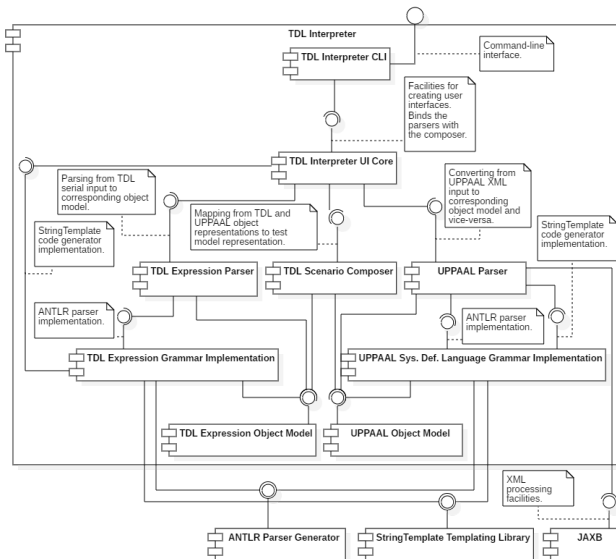 TDL Interpreter
Command-line
interface.
TDL Interpreter CLI
Facilities for
creating user
interfaces.
Binds the
parsers with
the composer.
TDL Interpreter UI Core
Parsing from TDL
serial input to
corresponding object
model.
Converting from
UPPAAL XML
input to
corresponding
object model and
vice-versa.
Mapping from TDL and
UPPAAL object
representations to test
model representation.
StringTemplate
code generator
implementation.
StringTemplate
code generator
implementation.
TDL Expression Parser
TDL Scenario Composer
UPPAAL Parser
ANTLR parser
implementation.
ANTLR parser
implementation.
TDL Expression Grammar Implementation
UPPAAL Sys. Def. Language Grammar Implementation
TDL Expression Object Model
UPPAAL Object Model
XML
processing
facilities.
ANTLR Parser Generator
StringTemplate Templating Library
JAXB